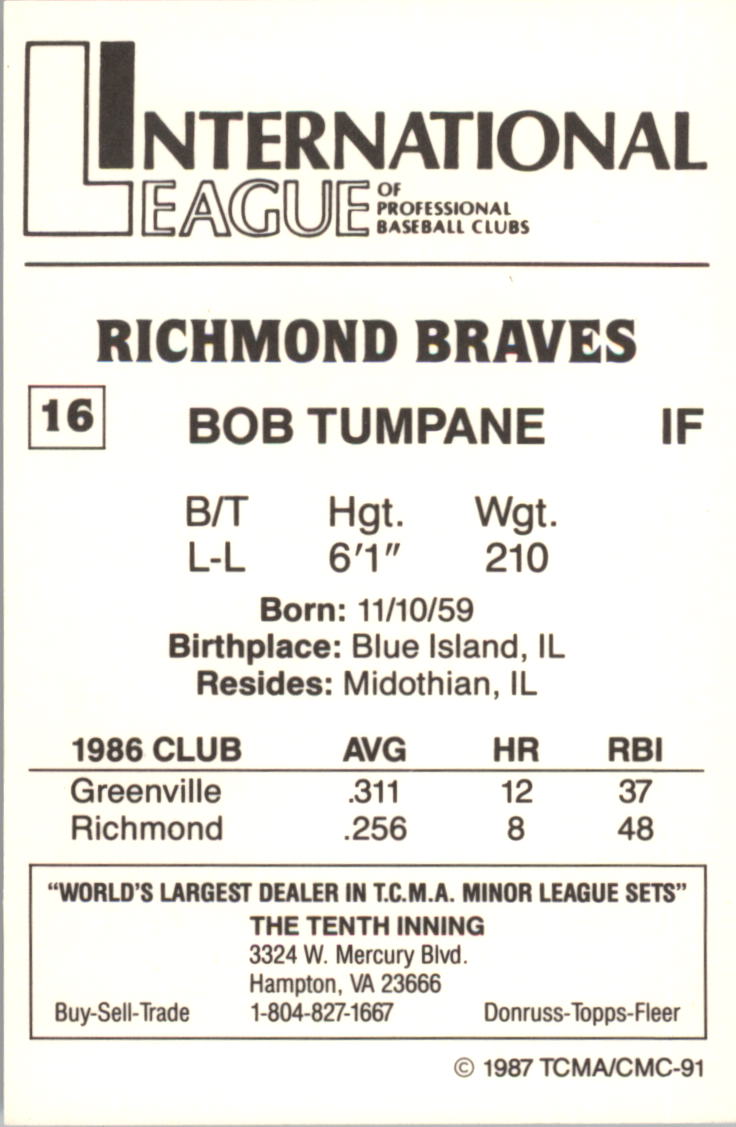 INTERNATIONAL
LEAGUE OF
PROFESSIONAL
BASEBALL CLUBS
RICHMOND BRAVES
16 BOB TUMPANE IF
B/T Hgt. Wgt.
L-L 6'1" 210
Born: 11/10/59
Birthplace: Blue Island, IL
Resides: Midothian, IL
1986 CLUB AVG HR RBI
Greenville .311 12 37
Richmond .256 8 48
"WORLD'S LARGEST DEALER IN T.C.M.A. MINOR LEAGUE SETS"
THE TENTH INNING
3324 W. Mercury Blvd.
Hampton, VA 23666
Buy-Sell-Trade 1-804-827-1667 Donruss-Topps-Fleer
© 1987 TCMA/CMC-91